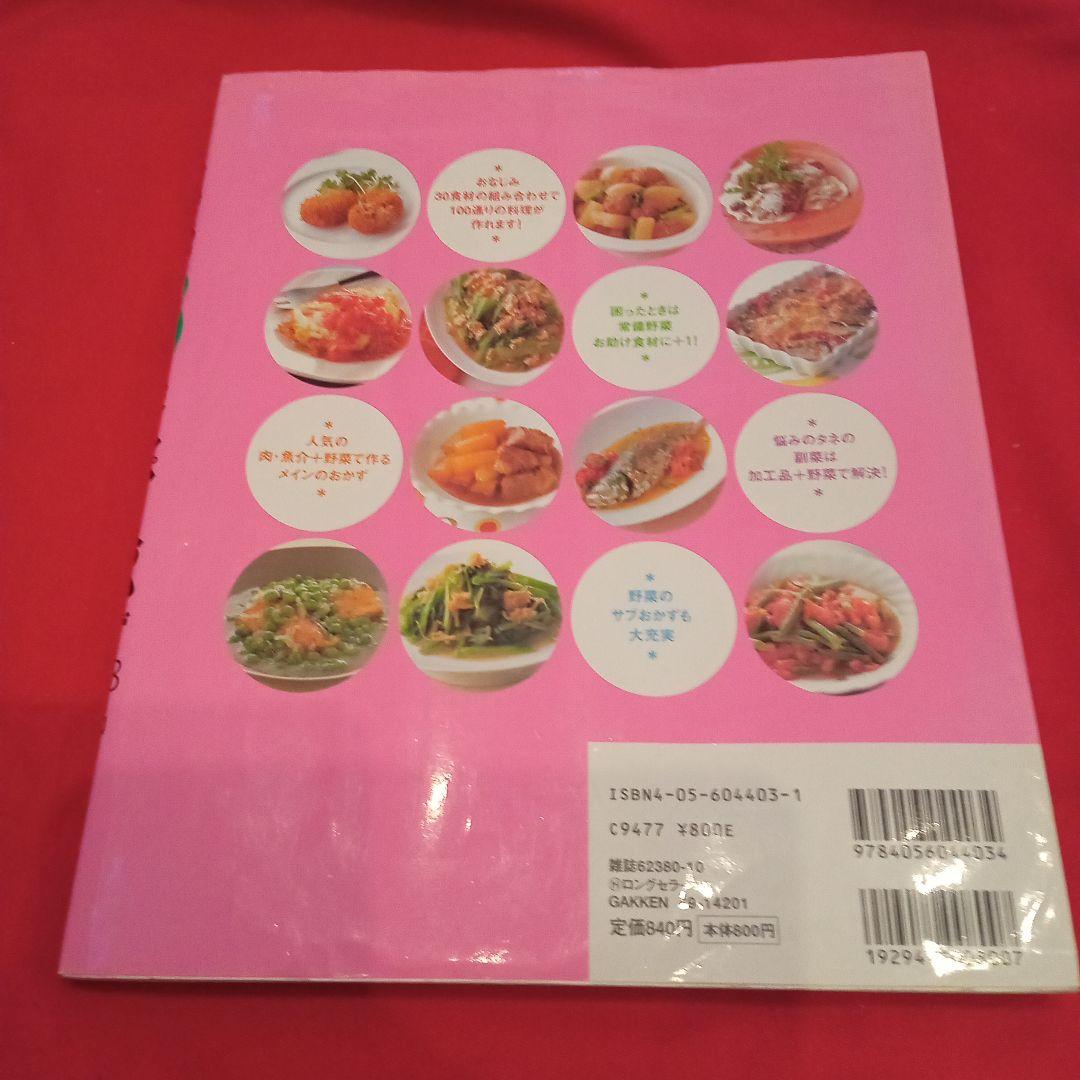 おなじみ
30食材の組み合わせで
100通りの料理が
作れます!
困ったときは
常備野菜
お助け食材に+1!
人気の
肉・魚介+野菜で作る
メインのおかず
悩みのタネの
副菜は
加工品+野菜で解決!
野菜の
サブおかずも
大充実
ISBN4-05-604403-1
C9477 ¥800E
9784056044034
雑誌62380-10
Ⓗロングセラー
GAKKEN 14201
定価840円 本体800円